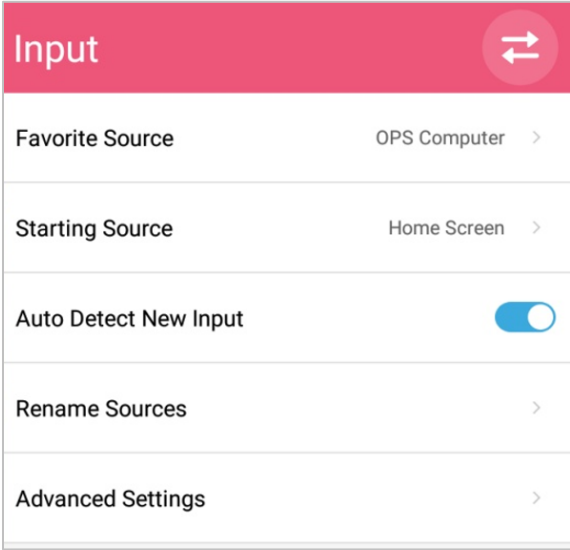 Input
Favorite Source OPS Computer
Starting Source Home Screen
Auto Detect New Input
Rename Sources
Advanced Settings